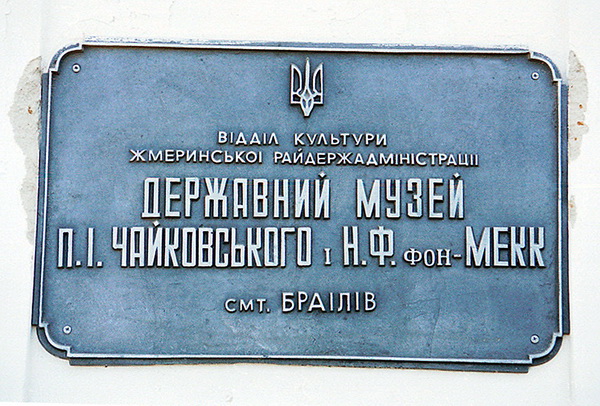 ВІДДІЛ КУЛЬТУРИ
ЖМЕРИНСЬКОЇ РАЙДЕРЖАДМІНІСТРАЦІЇ
ДЕРЖАВНИЙ МУЗЕЙ
П.І. ЧАЙКОВСЬКОГО І Н.Ф. ФОН-МЕКК
СМТ. БРАЇЛІВ